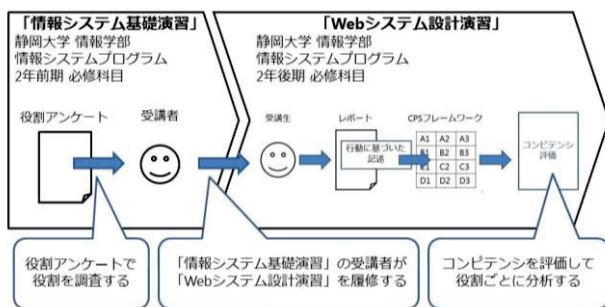 「情報システム基礎演習」
静岡大学 情報学部
情報システムプログラム
2年前期 必修科目
役割アンケート
受講者
「Webシステム設計演習」
静岡大学 情報学部
情報システムプログラム
2年後期 必修科目
受講生
レポート
行動に基づいた
記述
CPSフレームワーク
A1 A2 A3
B1 B2 B3
C1 C2 C3
D1 D2 D3
コンピテンシ
評価
役割アンケートで
役割を調査する
「情報システム基礎演習」の受講者が
「Webシステム設計演習」を履修する
コンピテンシを評価して
役割ごとに分析する